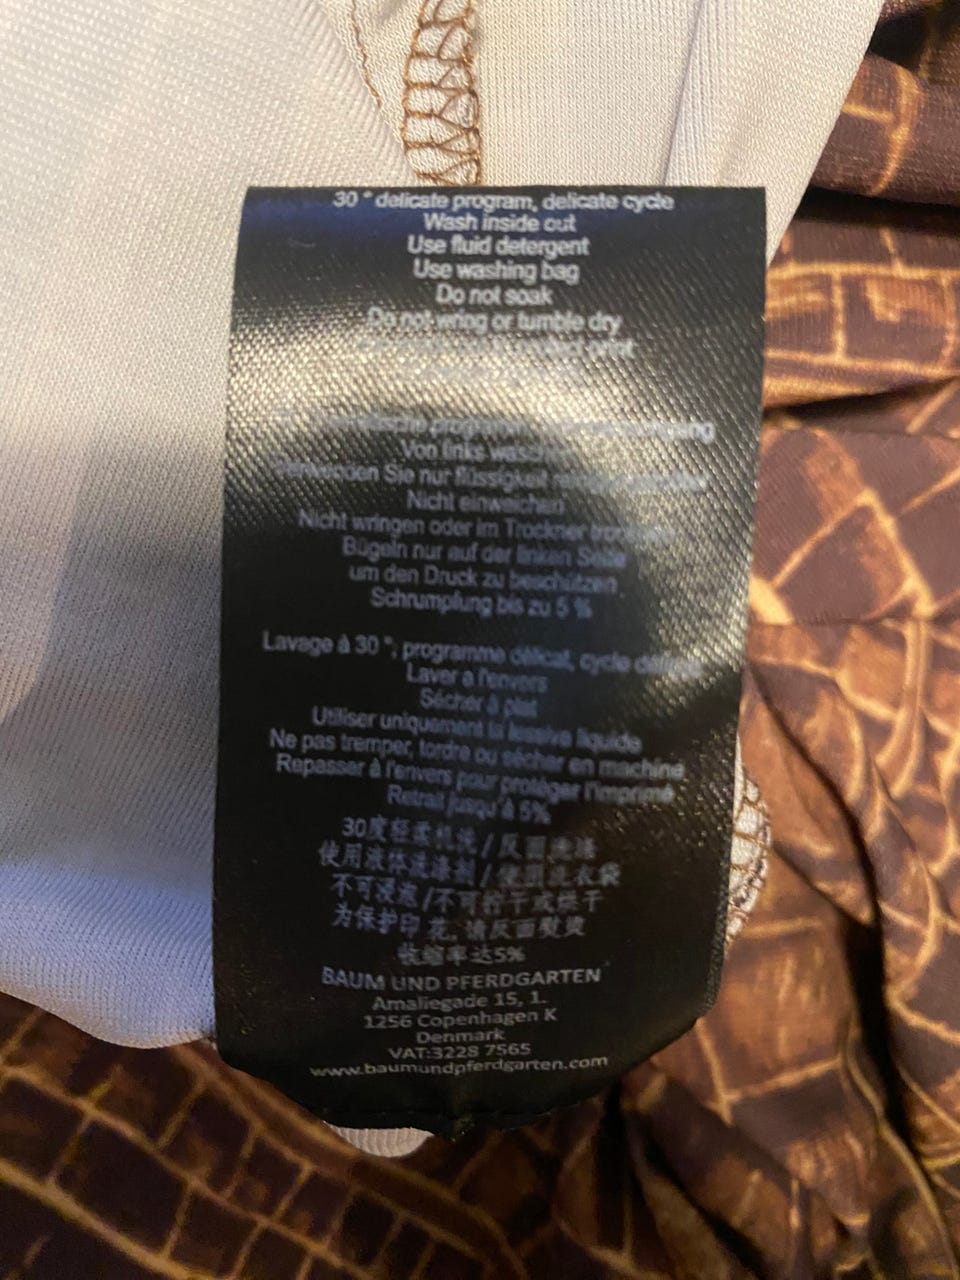 30 ° delicate program, delicate cycle
Wash inside out
Use fluid detergent
Use washing bag
Do not soak
Do not wring or tumble dry
print
Von links
Sie nur flüssigkeit
Nicht einweichen
Nicht wringen oder im Trockner
Bügeln nur auf der linken Seite
um den Druck zu beschützen
Schrumpfung bis zu 5 %
Lavage à 30 °, programme délicat, cycle
Laver a l'envers
Sécher à plat
Utiliser uniquement la lessive liquide
Ne pas tremper, tordre ou sécher en machine
Repasser à l'envers pour protéger l'imprimé
Retrait jusqu'à 5%
30度轻柔机洗/反面洗涤
使用液体洗涤剂/使用洗衣袋
不可浸泡/不可拧干或烘干
为保护印花,请反面熨烫
收缩率达5%
BAUM UND PFERDGARTEN
Amaliegade 15, 1.
1256 Copenhagen K
Denmark
VAT:3228 7565
www.baumundpferdgarten.com